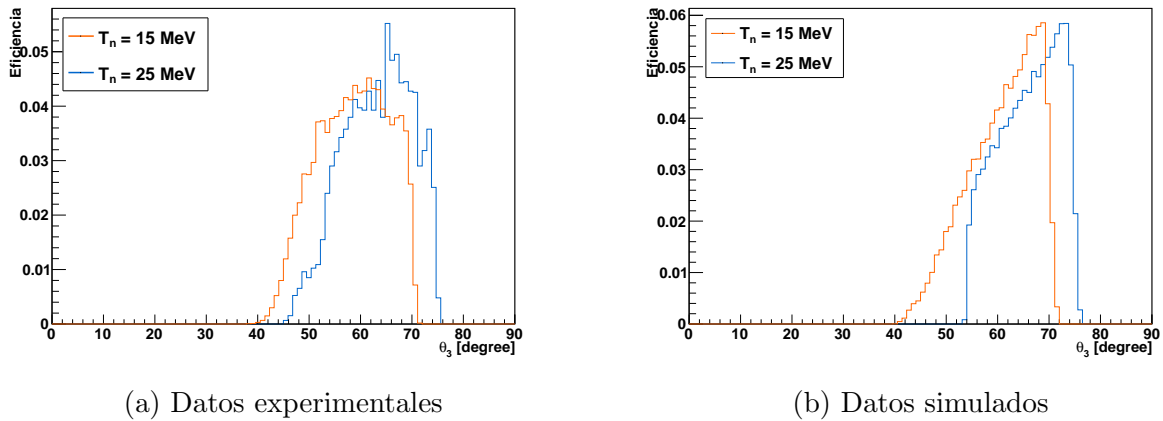 Eficiencia
T_n = 15 MeV
T_n = 25 MeV
0.05
0.04
0.03
0.02
0.01
0
0 10 20 30 40 50 60 70 80 90
θ_3 [degree]
(a) Datos experimentales
Eficiencia
T_n = 15 MeV
T_n = 25 MeV
0.06
0.05
0.04
0.03
0.02
0.01
0
0 10 20 30 40 50 60 70 80 90
θ_3 [degree]
(b) Datos simulados